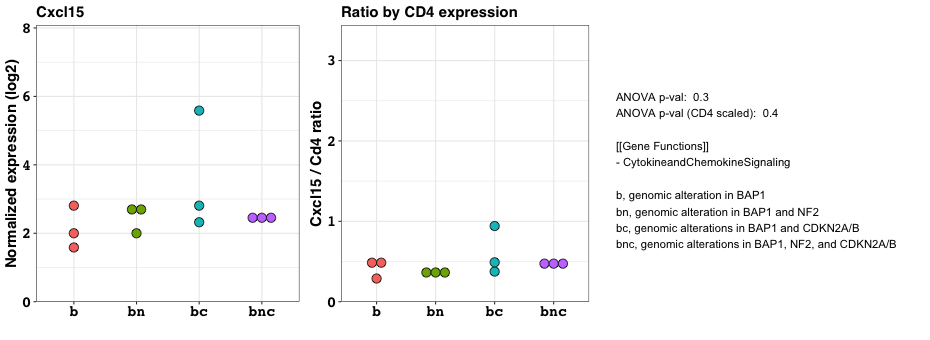 Cxcl15
Normalized expression (log2)
8
6
4
2
0
b bn bc bnc
Ratio by CD4 expression
Cxcl15 / Cd4 ratio
3
2
1
0
b bn bc bnc
ANOVA p-val: 0.3
ANOVA p-val (CD4 scaled): 0.4
[[Gene Functions]]
- CytokineandChemokineSignaling
b, genomic alteration in BAP1
bn, genomic alteration in BAP1 and NF2
bc, genomic alterations in BAP1 and CDKN2A/B
bnc, genomic alterations in BAP1, NF2, and CDKN2A/B